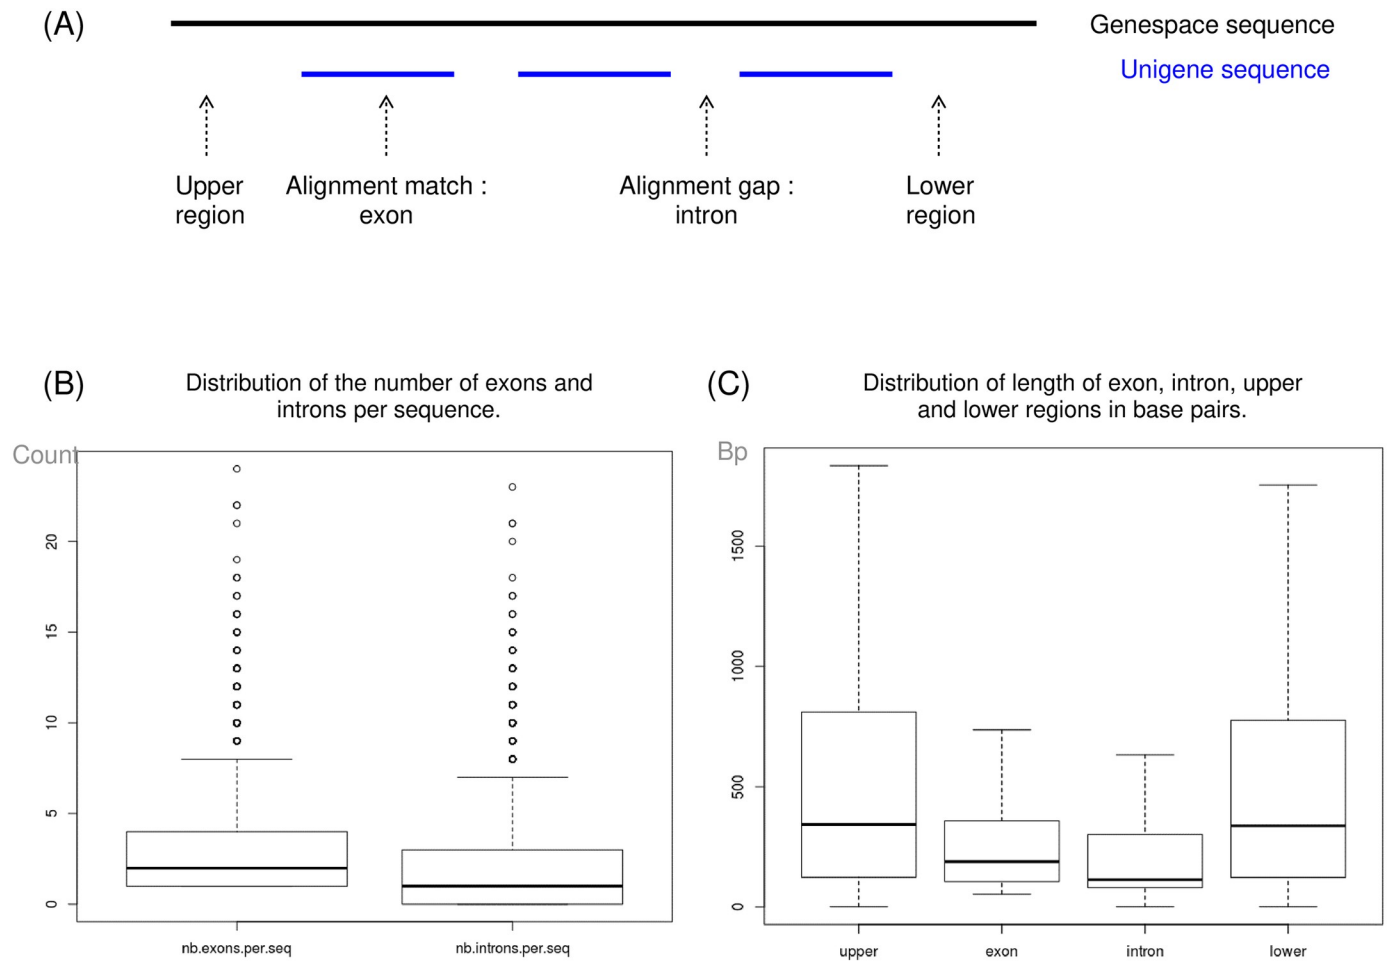 (A)
Genespace sequence
Unigene sequence
Upper
region
Alignment match :
exon
Alignment gap :
intron
Lower
region
(B)
Distribution of the number of exons and
introns per sequence.
Count
20
15
10
5
0
nb.exons.per.seq
nb.introns.per.seq
(C)
Distribution of length of exon, intron, upper
and lower regions in base pairs.
Bp
1500
1000
500
0
upper
exon
intron
lower